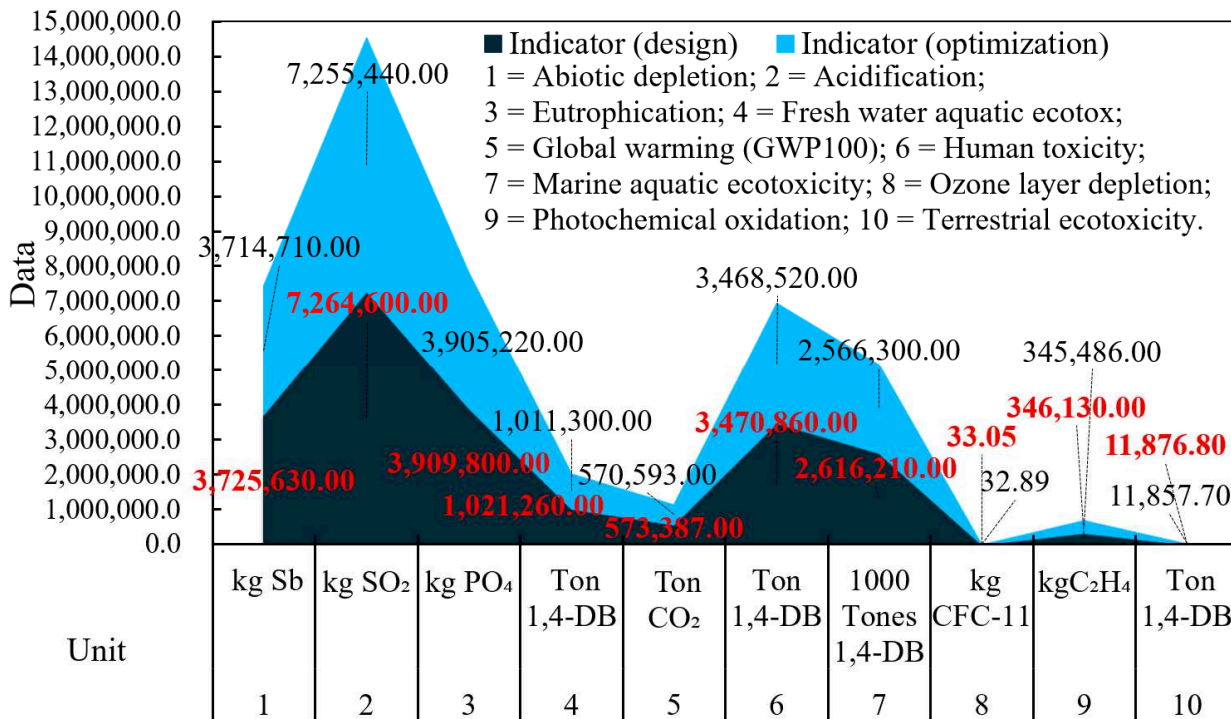 15,000,000.0
14,000,000.0
13,000,000.0
12,000,000.0
11,000,000.0
10,000,000.0
9,000,000.0
8,000,000.0
7,000,000.0
6,000,000.0
5,000,000.0
4,000,000.0
3,000,000.0
2,000,000.0
1,000,000.0
0.0
Data
Indicator (design) Indicator (optimization)
1 = Abiotic depletion; 2 = Acidification;
3 = Eutrophication; 4 = Fresh water aquatic ecotox;
5 = Global warming (GWP100); 6 = Human toxicity;
7 = Marine aquatic ecotoxicity; 8 = Ozone layer depletion;
9 = Photochemical oxidation; 10 = Terrestrial ecotoxicity.
7,255,440.00
3,714,710.00
7,264,600.00
3,905,220.00
3,468,520.00
2,566,300.00
345,486.00
1,011,300.00
3,470,860.00
33.05
346,130.00
11,876.80
3,725,630.00
3,909,800.00
570,593.00
2,616,210.00
32.89
11,857.70
1,021,260.00
573,387.00
kg Sb
kg SO₂
kg PO₄
Ton
1,4-DB
Ton
CO₂
Ton
1,4-DB
1000
Tones
1,4-DB
kg
CFC-11
kgC₂H₄
Ton
1,4-DB
Unit
1 2 3 4 5 6 7 8 9 10